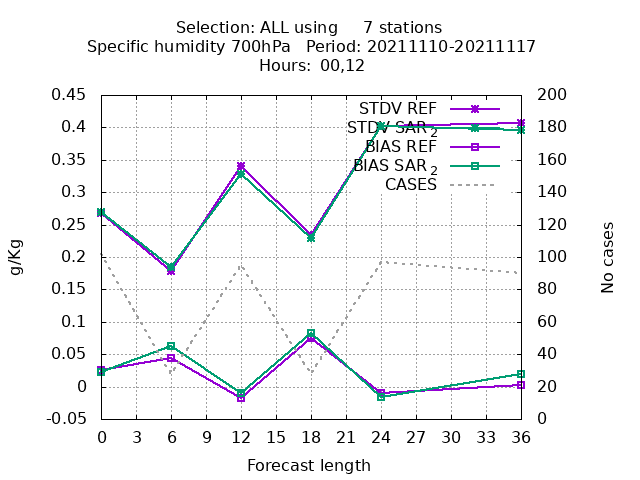 Selection: ALL using     7 stations
Specific humidity 700hPa   Period: 20211110-20211117
Hours: 00,12
0.45
0.4
0.35
0.3
0.25
0.2
0.15
0.1
0.05
0
-0.05
g/Kg
STDV REF
STDV SAR 2
BIAS REF
BIAS SAR 2
CASES
200
180
160
140
120
100
80
60
40
20
0
No cases
0 3 6 9 12 15 18 21 24 27 30 33 36
Forecast length